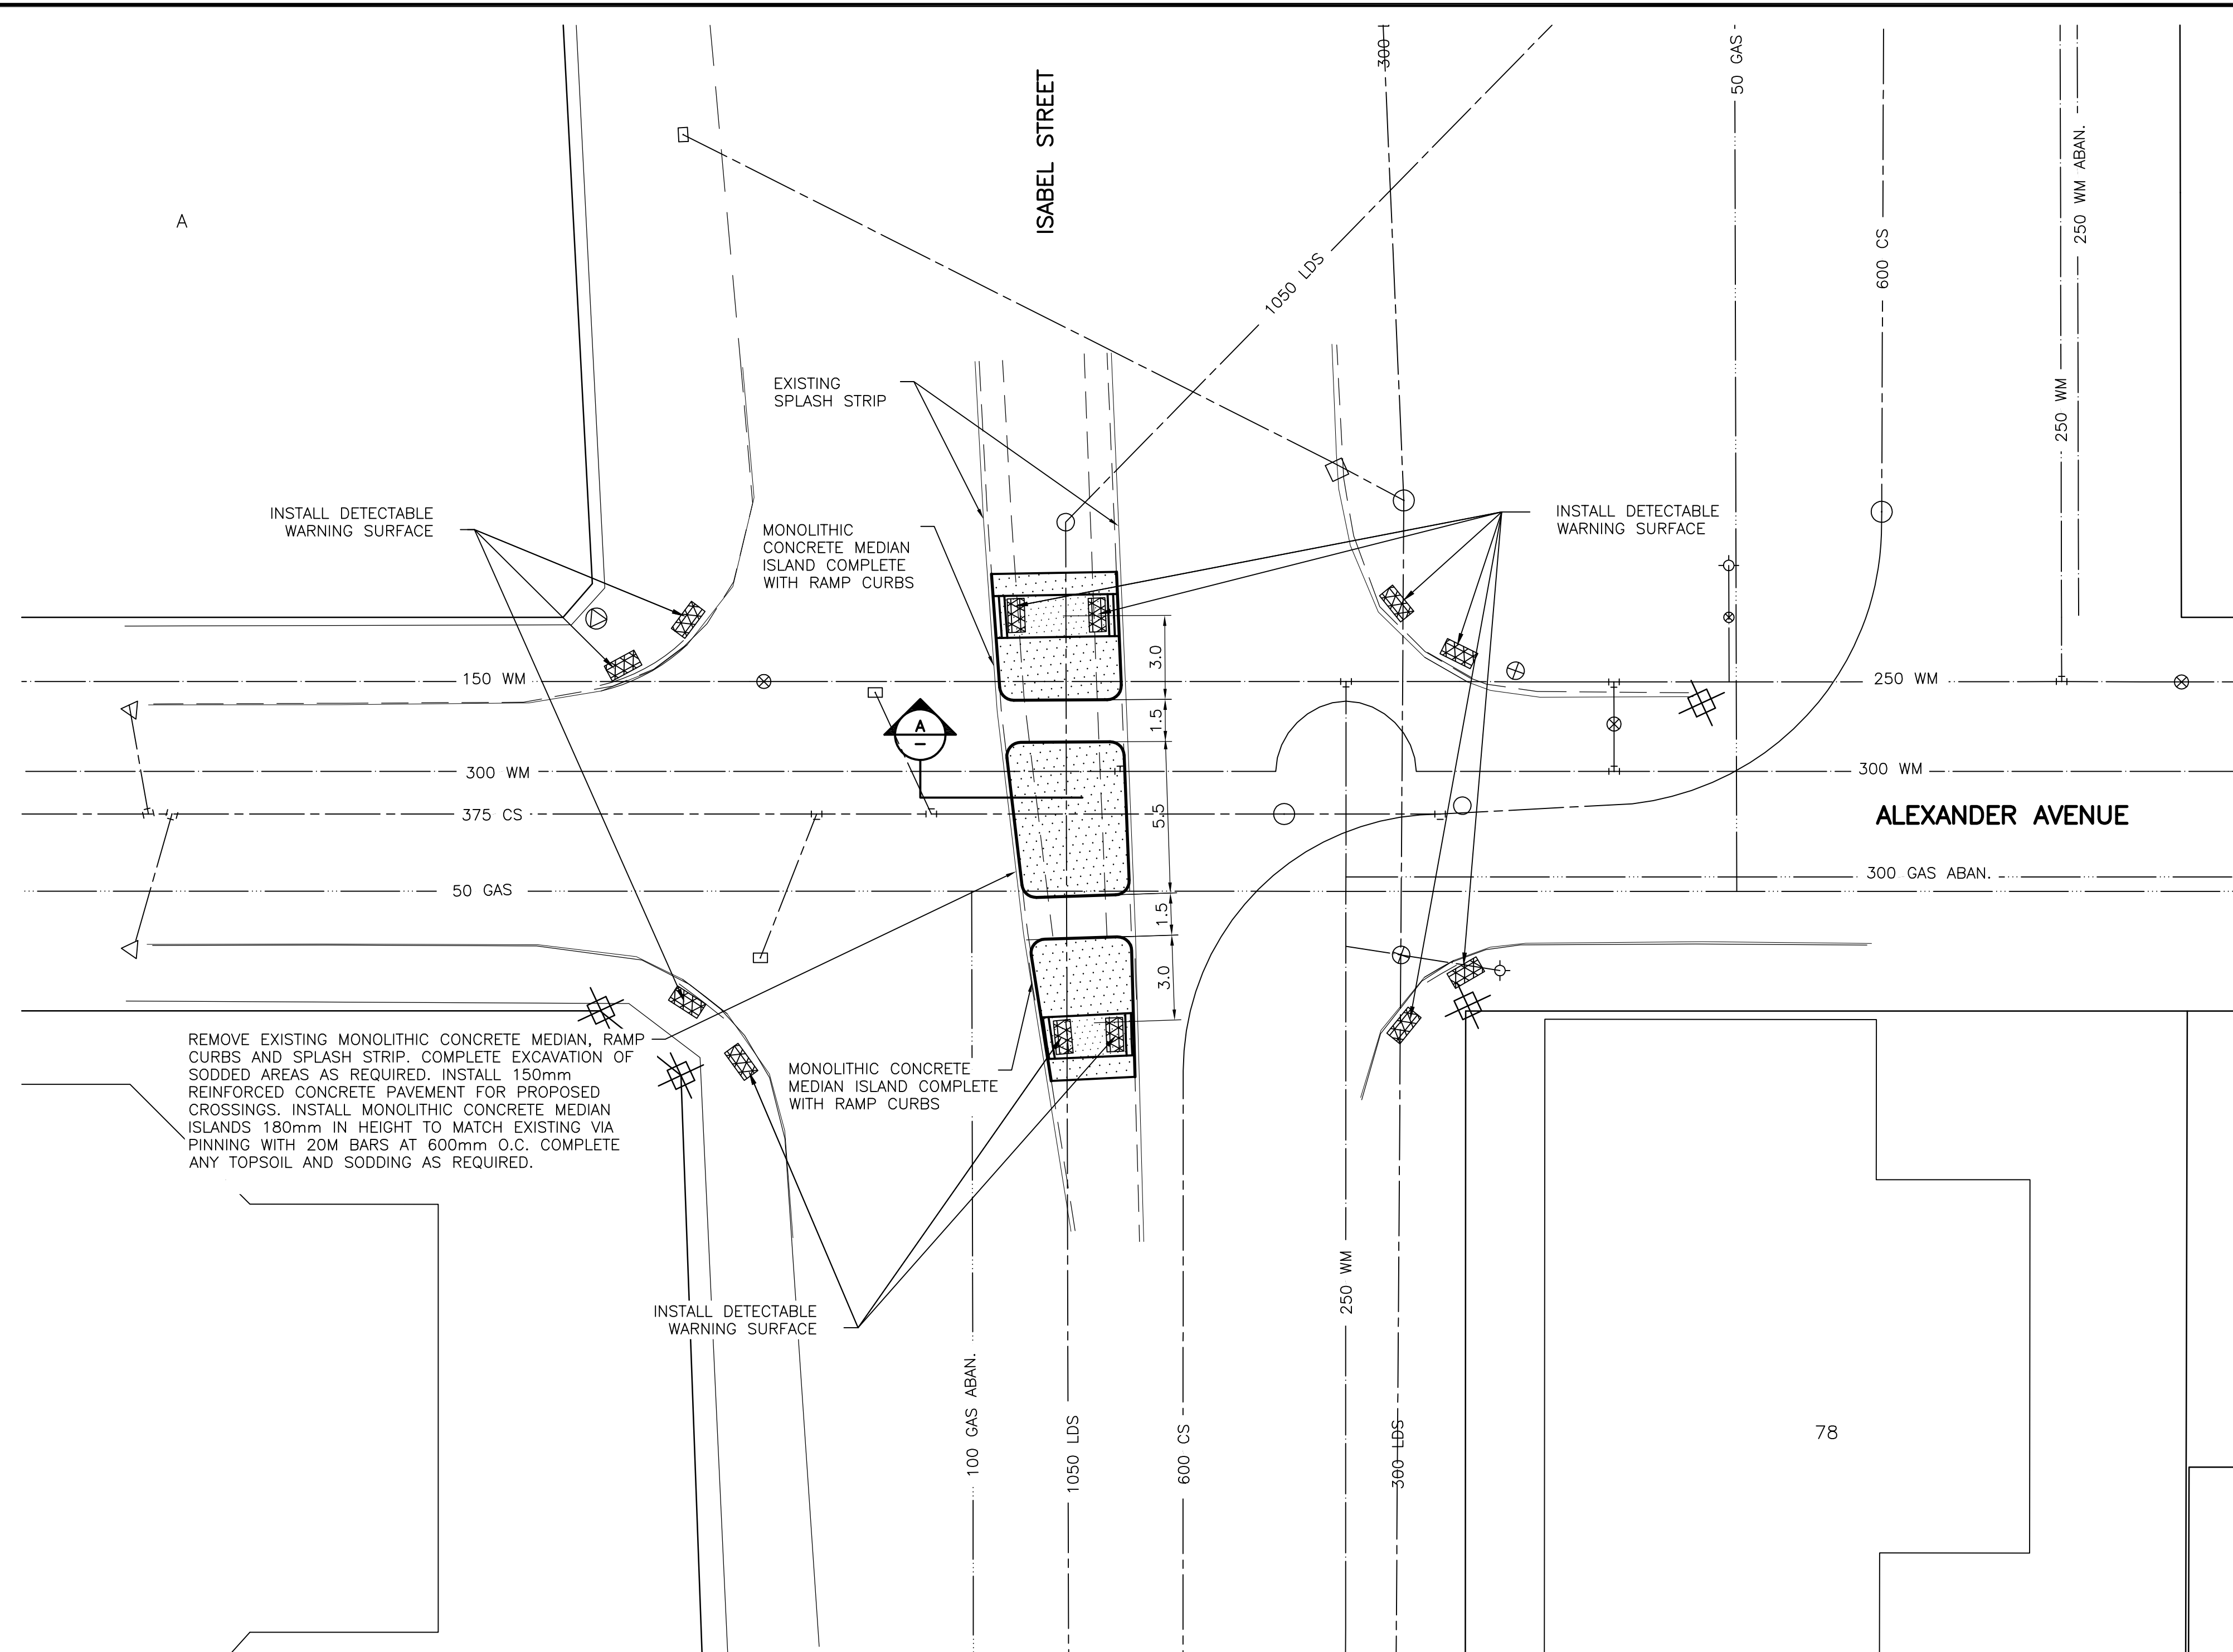 300
50 GAS
ISABEL STREET
250 WM ABAN.
A
600 CS
1050 LDS
EXISTING
SPLASH STRIP
250 WM
INSTALL DETECTABLE
WARNING SURFACE
MONOLITHIC
CONCRETE MEDIAN
ISLAND COMPLETE
WITH RAMP CURBS
INSTALL DETECTABLE
WARNING SURFACE
3.0
150 WM
250 WM
1.5
A
–
300 WM
300 WM
375 CS
5.5
ALEXANDER AVENUE
50 GAS
300 GAS ABAN.
1.5
3.0
REMOVE EXISTING MONOLITHIC CONCRETE MEDIAN, RAMP
CURBS AND SPLASH STRIP. COMPLETE EXCAVATION OF
SODDED AREAS AS REQUIRED. INSTALL 150mm
REINFORCED CONCRETE PAVEMENT FOR PROPOSED
CROSSINGS. INSTALL MONOLITHIC CONCRETE MEDIAN
ISLANDS 180mm IN HEIGHT TO MATCH EXISTING VIA
PINNING WITH 20M BARS AT 600mm O.C. COMPLETE
ANY TOPSOIL AND SODDING AS REQUIRED.
MONOLITHIC CONCRETE
MEDIAN ISLAND COMPLETE
WITH RAMP CURBS
250 WM
INSTALL DETECTABLE
WARNING SURFACE
100 GAS ABAN.
1050 LDS
600 CS
300 LDS
78